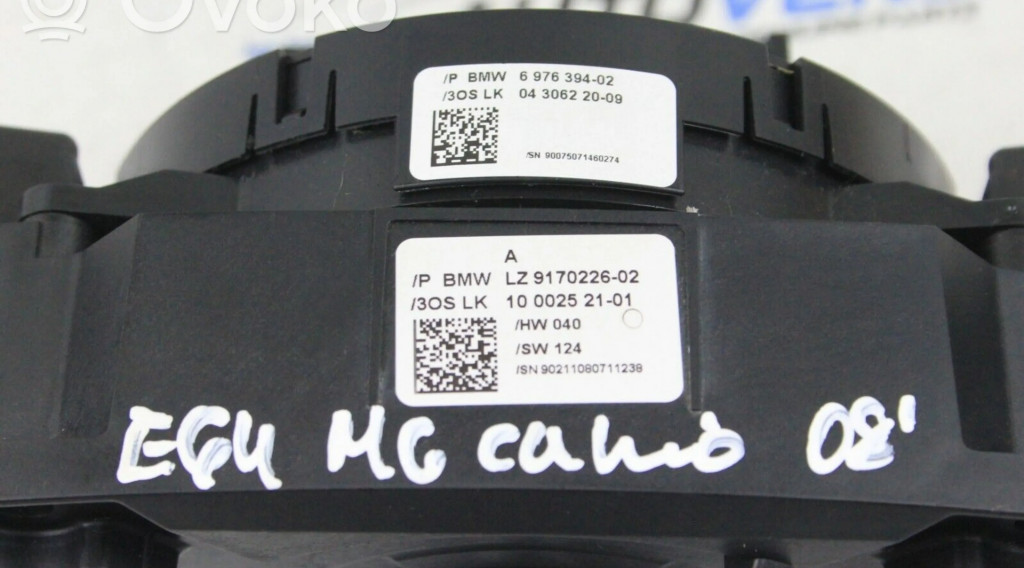 Ovoko
/P BMW 6 976 394-02
/3OS LK 04 3062 20-09
/SN 90075071460274
A
/P BMW LZ 9170226-02
/3OS LK 10 0025 21-01
/HW 040
/SW 124
/SN 90211080711238
E64 M6 cabrio 08'